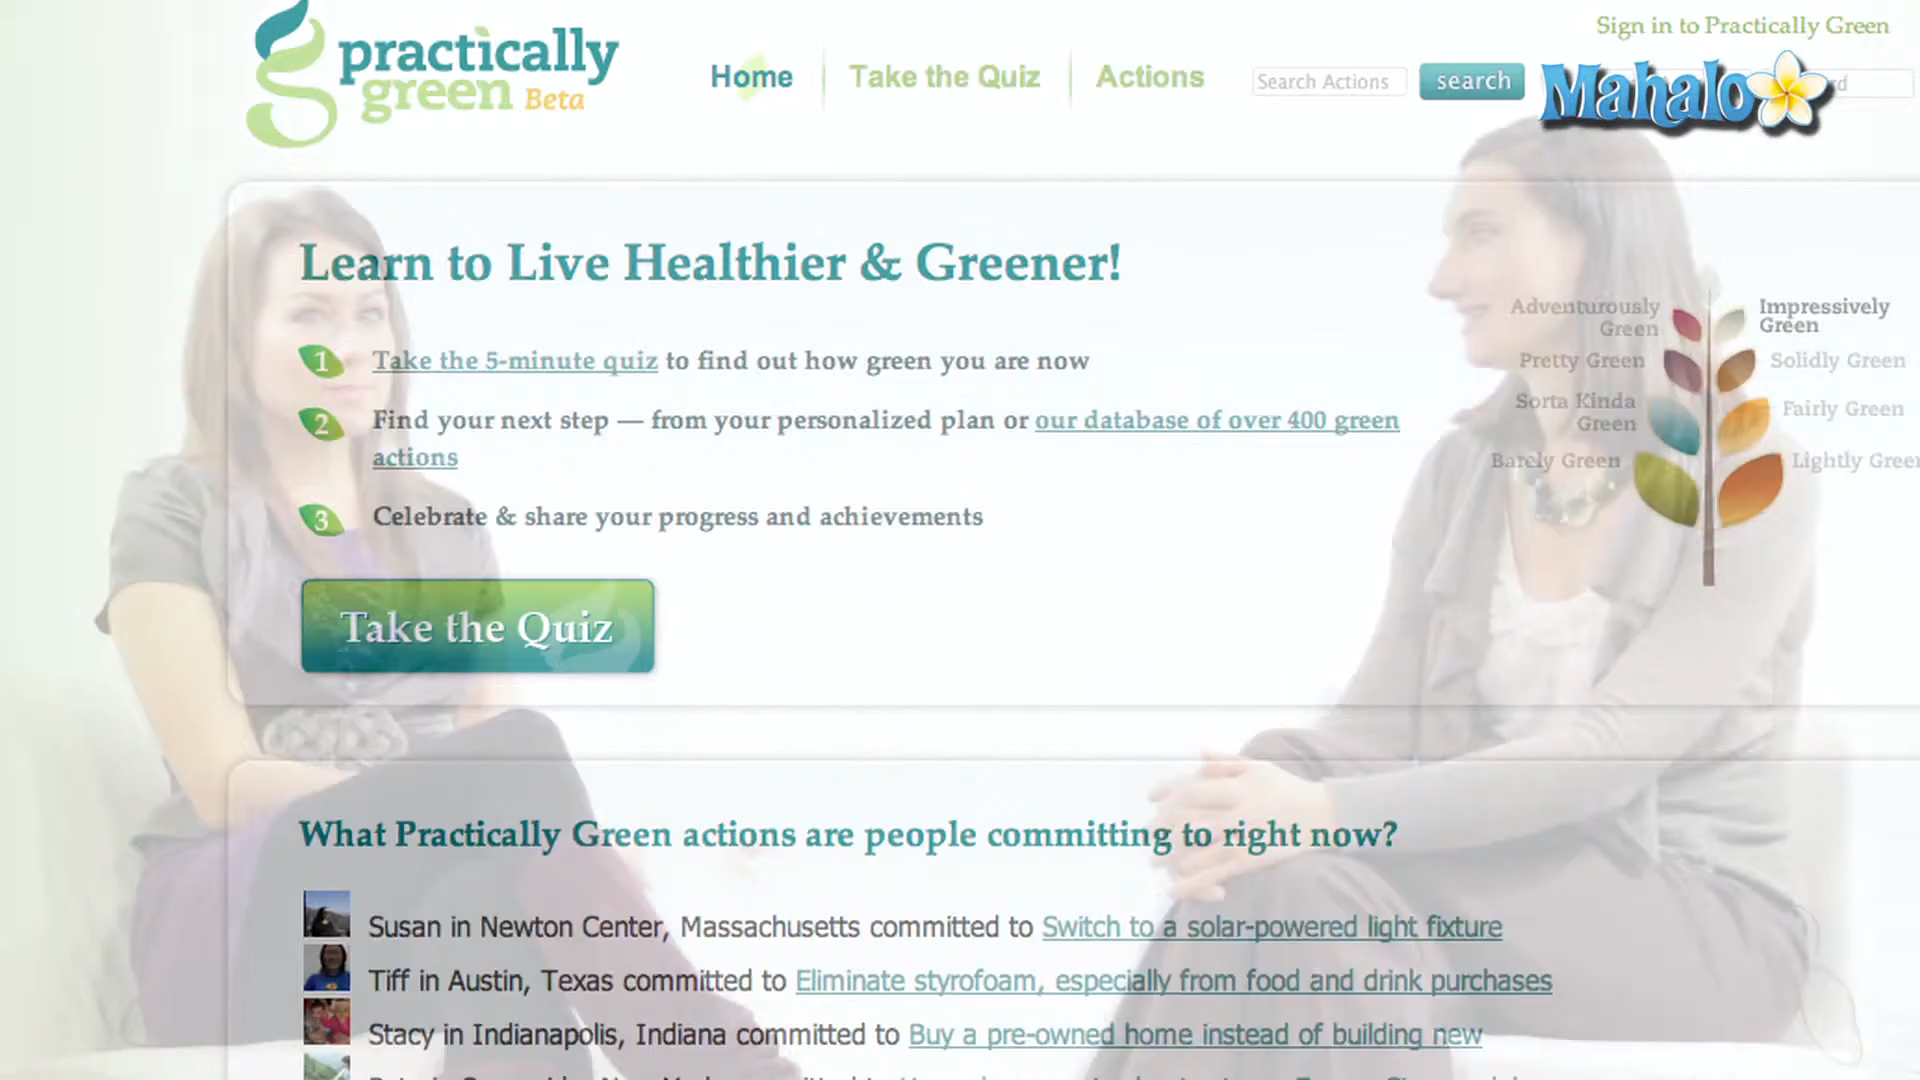 Sign in to Practically Green
practically
green Beta
Home
Take the Quiz
Actions
Search Actions
search
Mahalo
Learn to Live Healthier & Greener!
1 Take the 5-minute quiz to find out how green you are now
2 Find your next step — from your personalized plan or our database of over 400 green
actions
3 Celebrate & share your progress and achievements
Take the Quiz
Adventurously
Green
Impressively
Green
Pretty Green
Solidly Green
Sorta Kinda
Green
Fairly Green
Barely Green
Lightly Green
What Practically Green actions are people committing to right now?
Susan in Newton Center, Massachusetts committed to Switch to a solar-powered light fixture
Tiff in Austin, Texas committed to Eliminate styrofoam, especially from food and drink purchases
Stacy in Indianapolis, Indiana committed to Buy a pre-owned home instead of building new